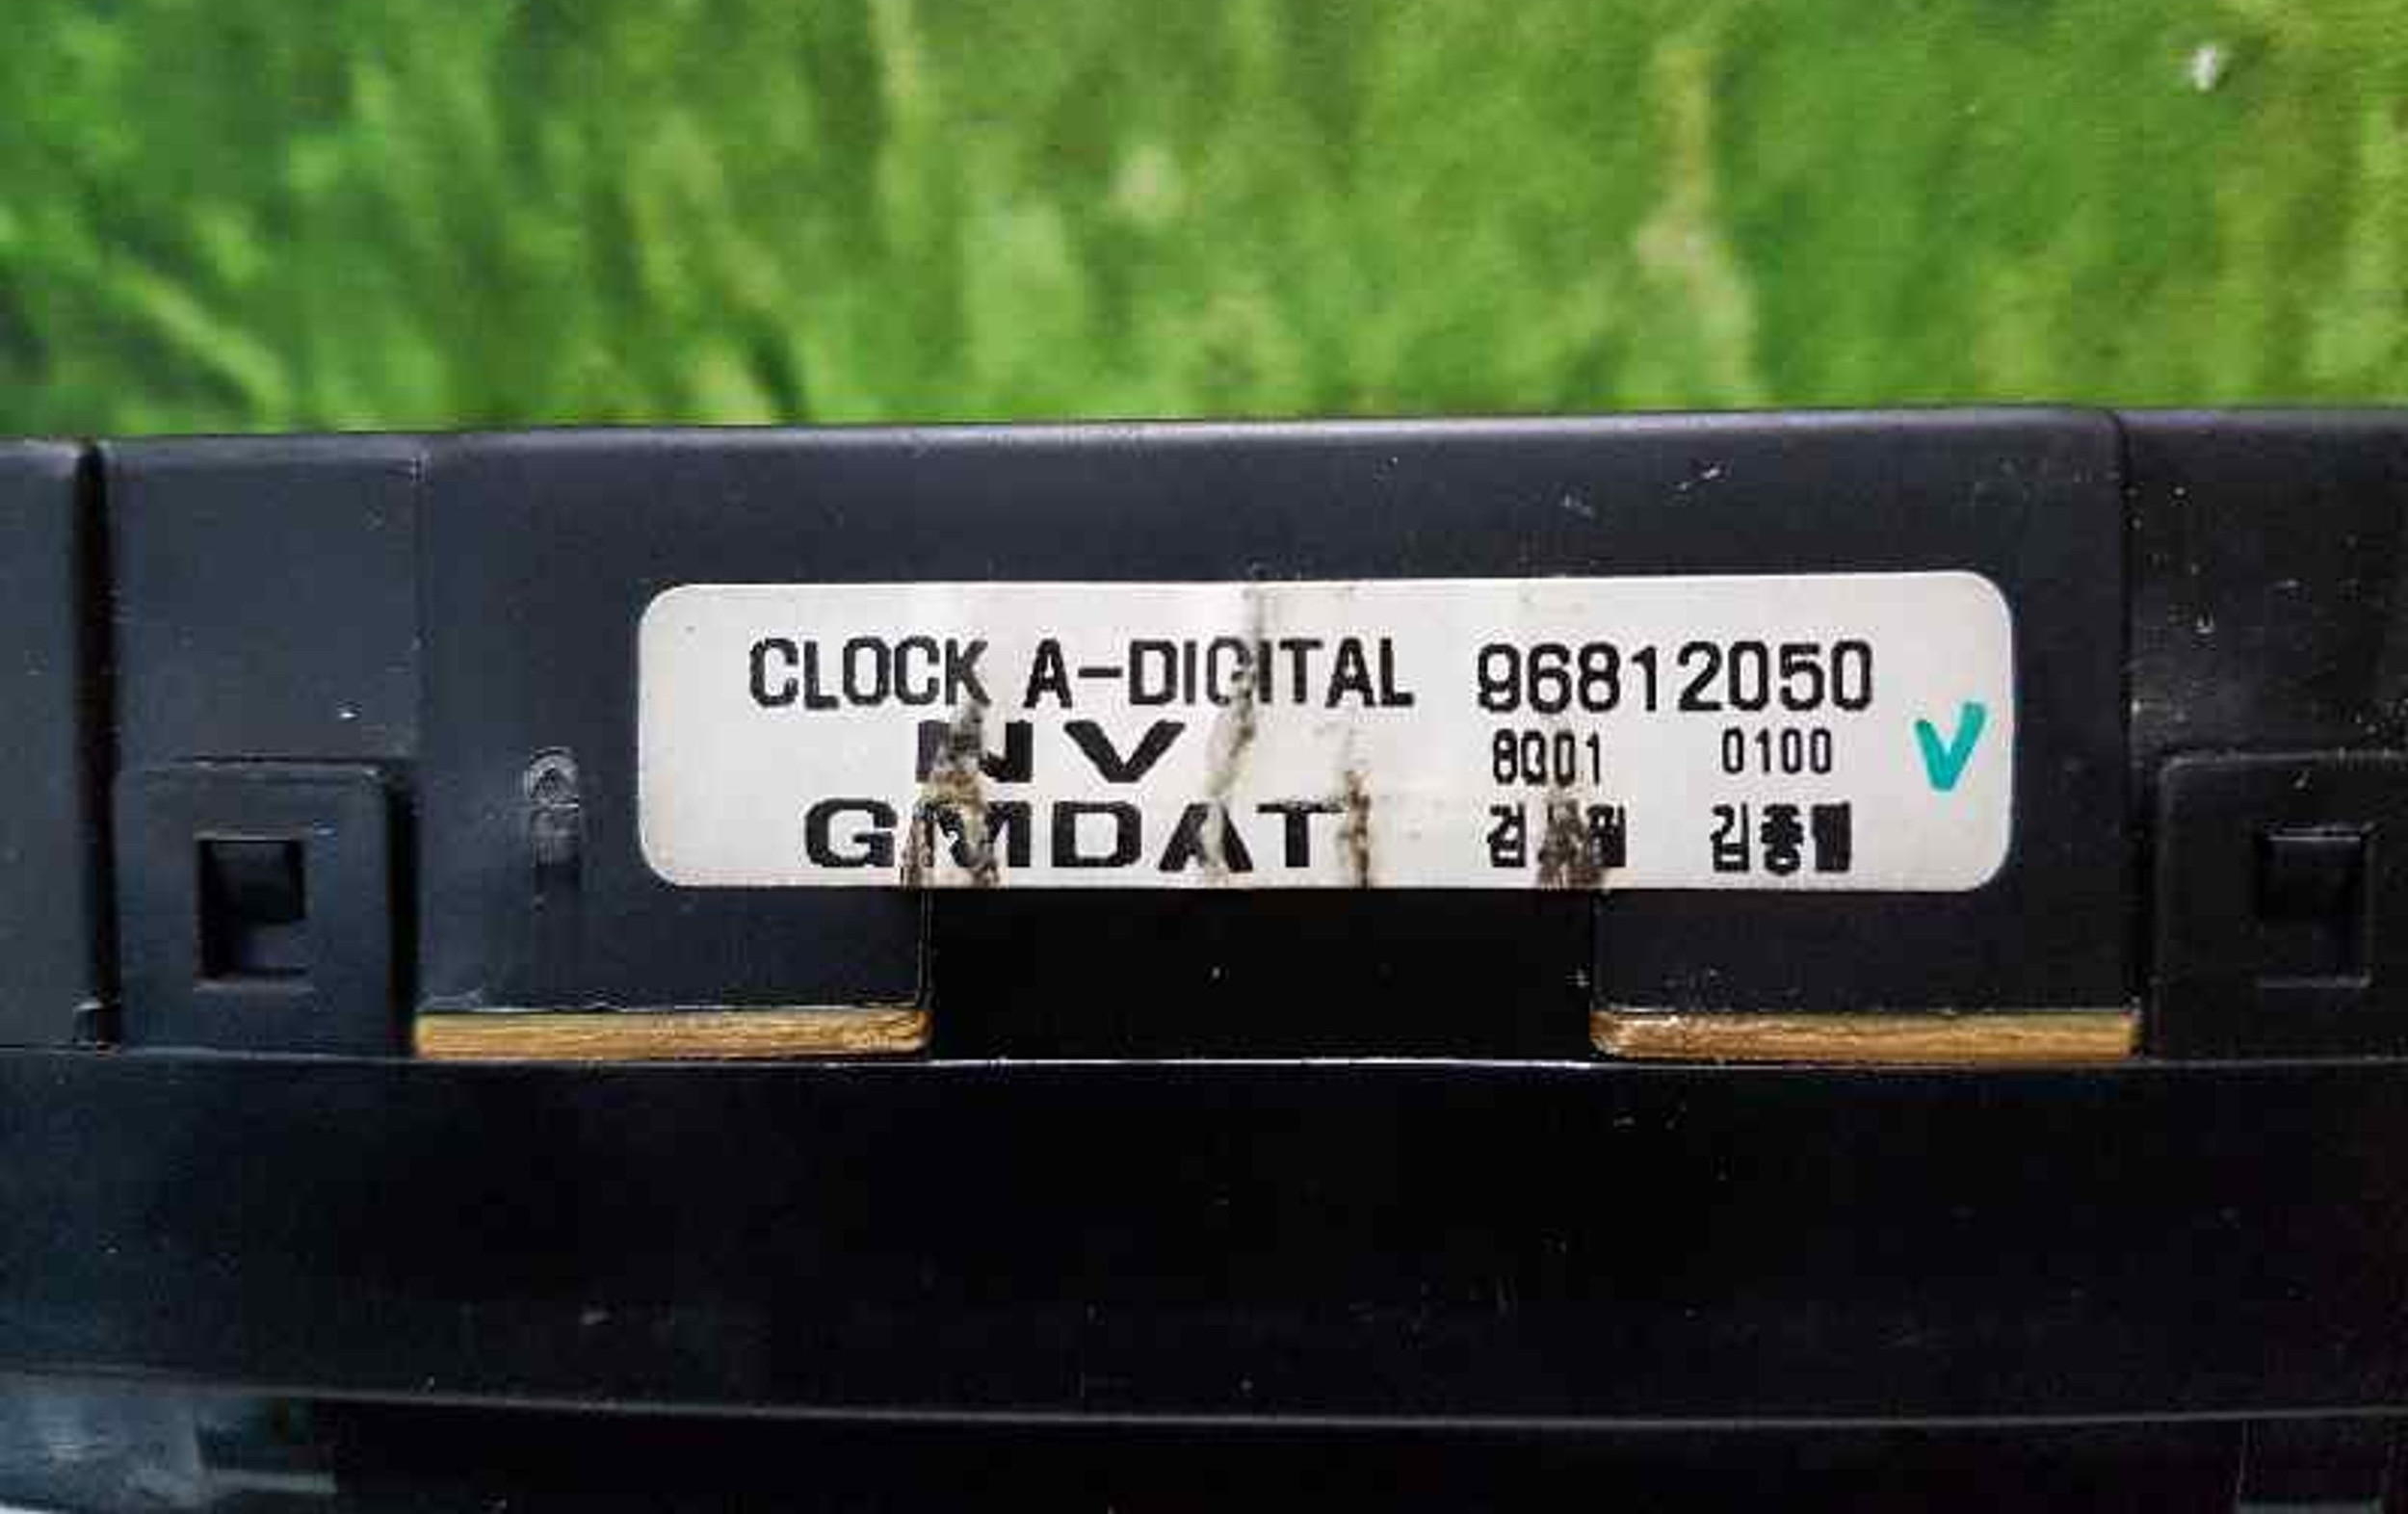 CLOCK A-DIGITAL 96812050
NV 8001 0100
GMDAT
V